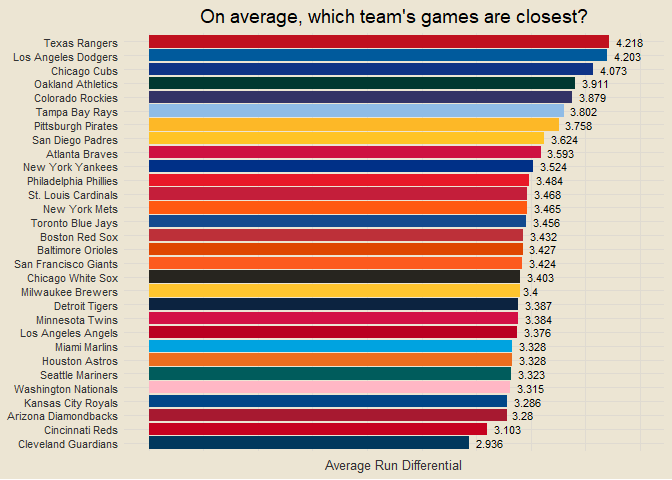 On average, which team's games are closest?
Texas Rangers 4.218
Los Angeles Dodgers 4.203
Chicago Cubs 4.073
Oakland Athletics 3.911
Colorado Rockies 3.879
Tampa Bay Rays 3.802
Pittsburgh Pirates 3.758
San Diego Padres 3.624
Atlanta Braves 3.593
New York Yankees 3.524
Philadelphia Phillies 3.484
St. Louis Cardinals 3.468
New York Mets 3.465
Toronto Blue Jays 3.456
Boston Red Sox 3.432
Baltimore Orioles 3.427
San Francisco Giants 3.424
Chicago White Sox 3.403
Milwaukee Brewers 3.4
Detroit Tigers 3.387
Minnesota Twins 3.384
Los Angeles Angels 3.376
Miami Marlins 3.328
Houston Astros 3.328
Seattle Mariners 3.323
Washington Nationals 3.315
Kansas City Royals 3.286
Arizona Diamondbacks 3.28
Cincinnati Reds 3.103
Cleveland Guardians 2.936
Average Run Differential